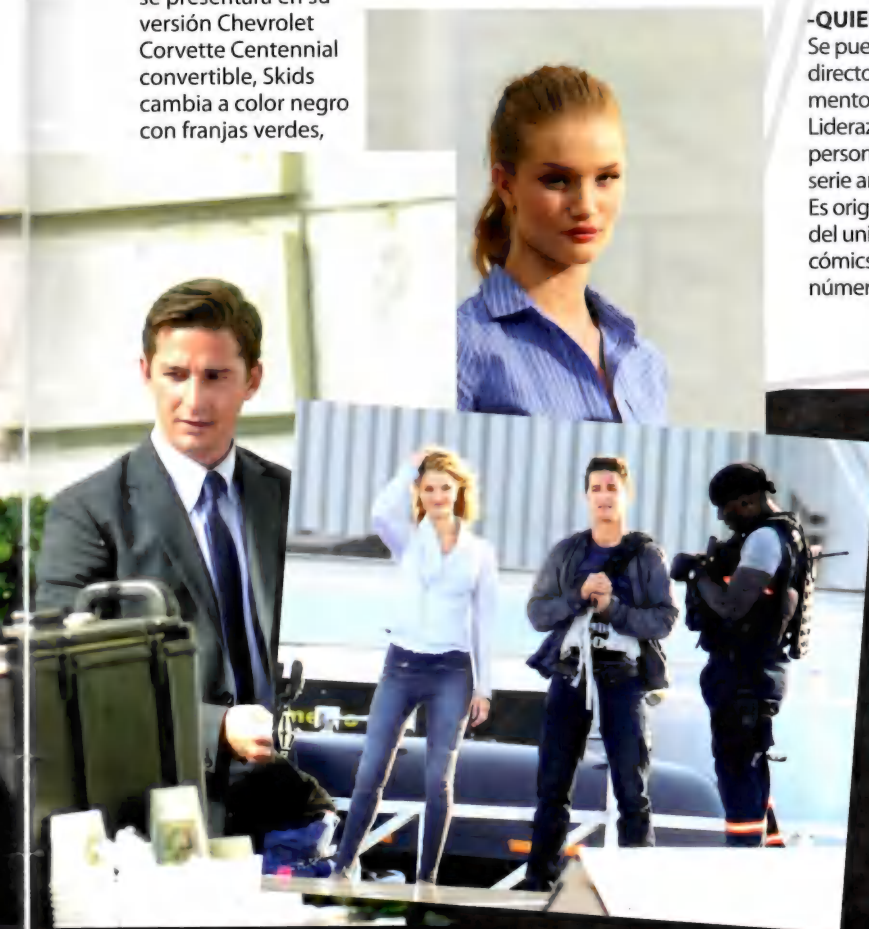 versión Chevrolet
Corvette Centennial
convertible, Skids
cambia a color negro
con franjas verdes,
-QUIE
Se pue
directo
mento
Lideraz
person
serie a
Es orig
del uni
cómics
númer